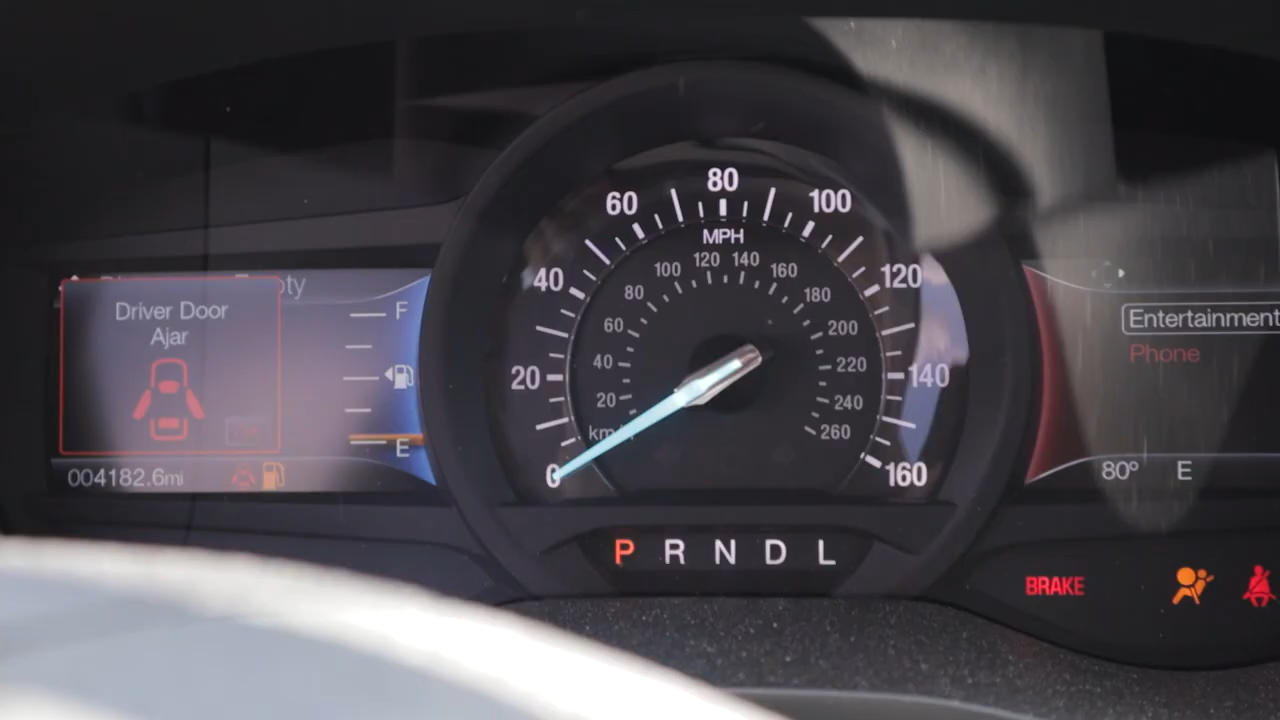 Driver Door
Ajar
F
E
004182.6mi
0
20
40
60
80
100
120
140
160
MPH
20
40
60
80
100
120
140
160
180
200
220
240
260
P R N D L
Entertainment
Phone
80° E
BRAKE